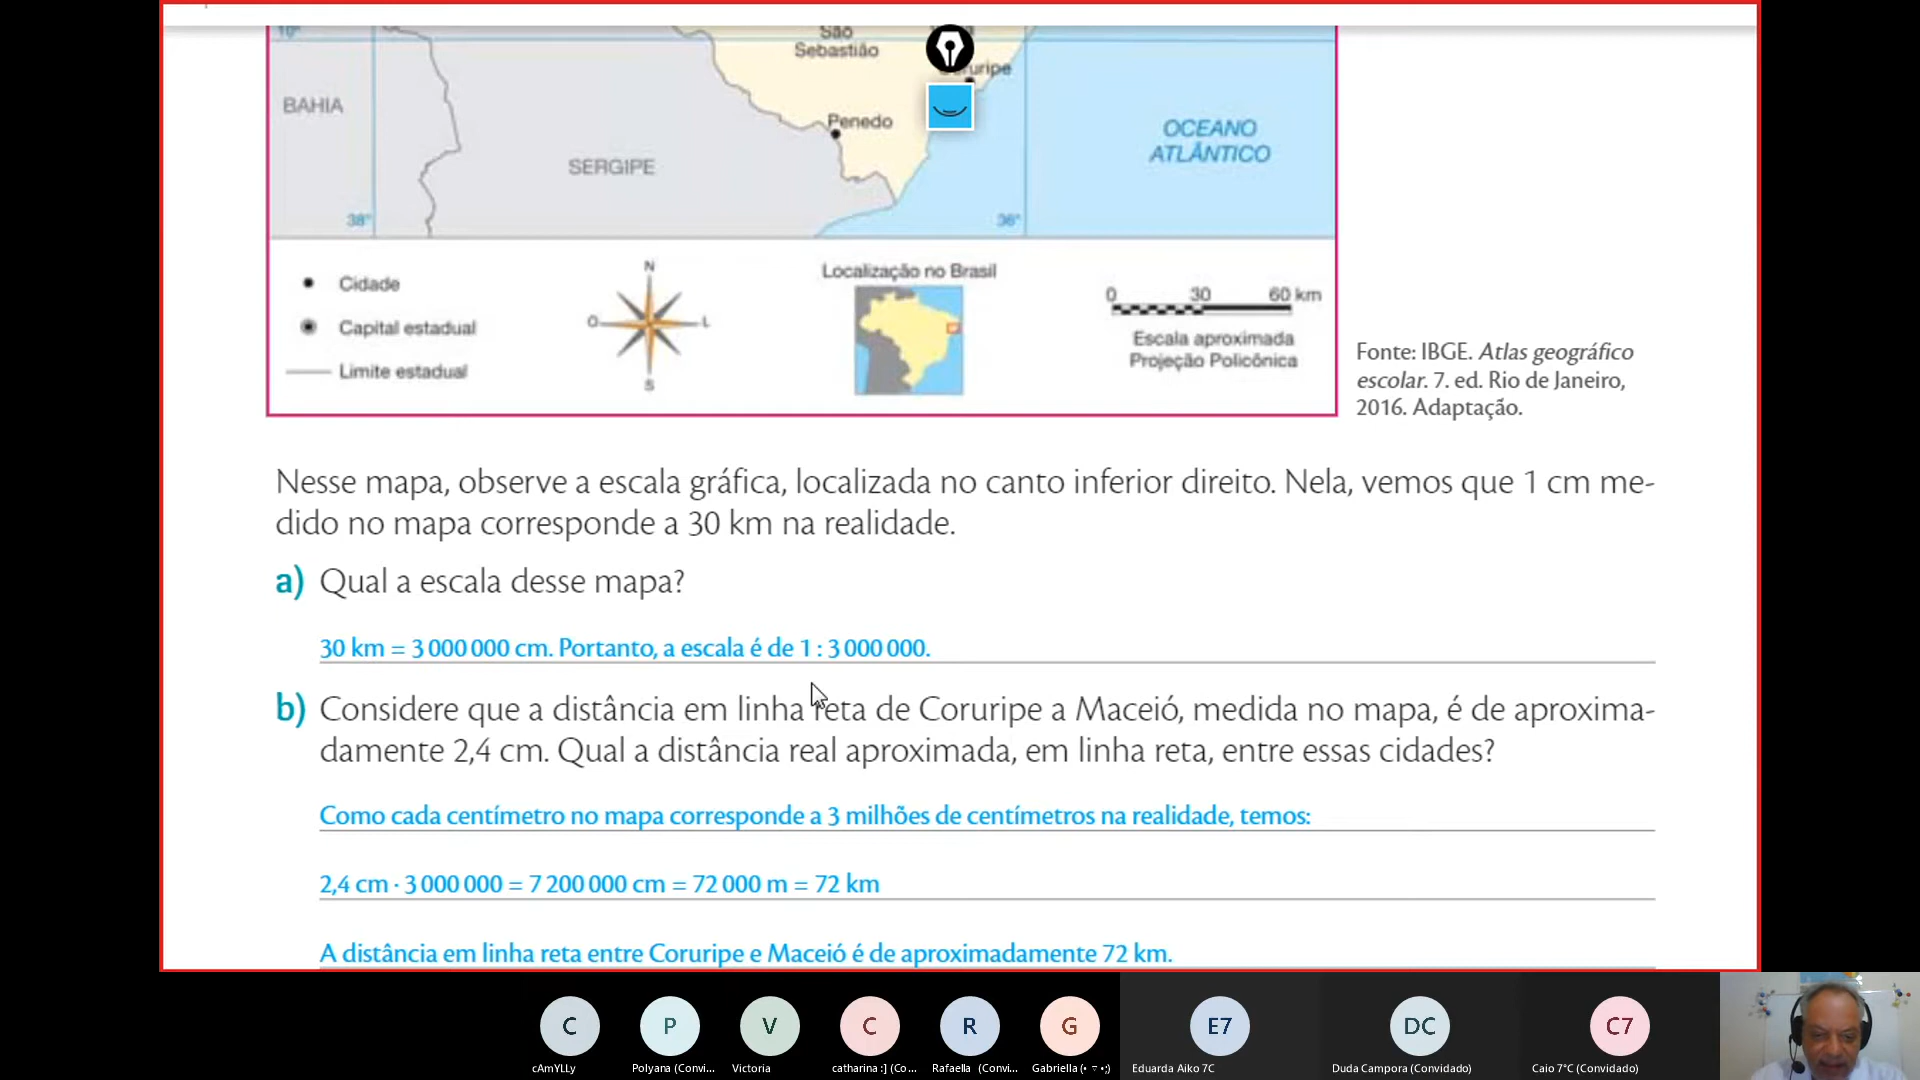 10°
São
Sebastião
BAHIA
Penedo
OCEANO
ATLÂNTICO
SERGIPE
38°
36°
Cidade
Capital estadual
Limite estadual
N
O
L
S
Localização no Brasil
0 30 60 km
Escala aproximada
Projeção Policônica
Fonte: IBGE. Atlas geográfico
escolar. 7. ed. Rio de Janeiro,
2016. Adaptação.
Nesse mapa, observe a escala gráfica, localizada no canto inferior direito. Nela, vemos que 1 cm me-
dido no mapa corresponde a 30 km na realidade.
a) Qual a escala desse mapa?
30 km = 3 000 000 cm. Portanto, a escala é de 1 : 3 000 000.
b) Considere que a distância em linha reta de Coruripe a Maceió, medida no mapa, é de aproxima-
damente 2,4 cm. Qual a distância real aproximada, em linha reta, entre essas cidades?
Como cada centímetro no mapa corresponde a 3 milhões de centímetros na realidade, temos:
2,4 cm · 3 000 000 = 7 200 000 cm = 72 000 m = 72 km
A distância em linha reta entre Coruripe e Maceió é de aproximadamente 72 km.
C P V C R G E7 DC C7
cAmYLLy Polyana (Convi... Victoria catharina :] (Co... Rafaella (Convi... Gabriella (• ▿ •;) Eduarda Aiko 7C Duda Campora (Convidado) Caio 7°C (Convidado)